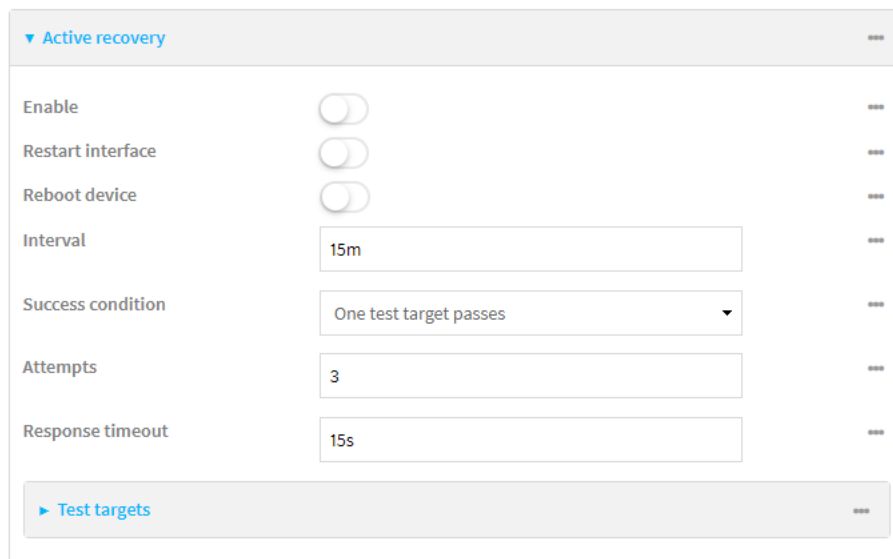 Active recovery
Enable
Restart interface
Reboot device
Interval
15m
Success condition
One test target passes
Attempts
3
Response timeout
15s
Test targets